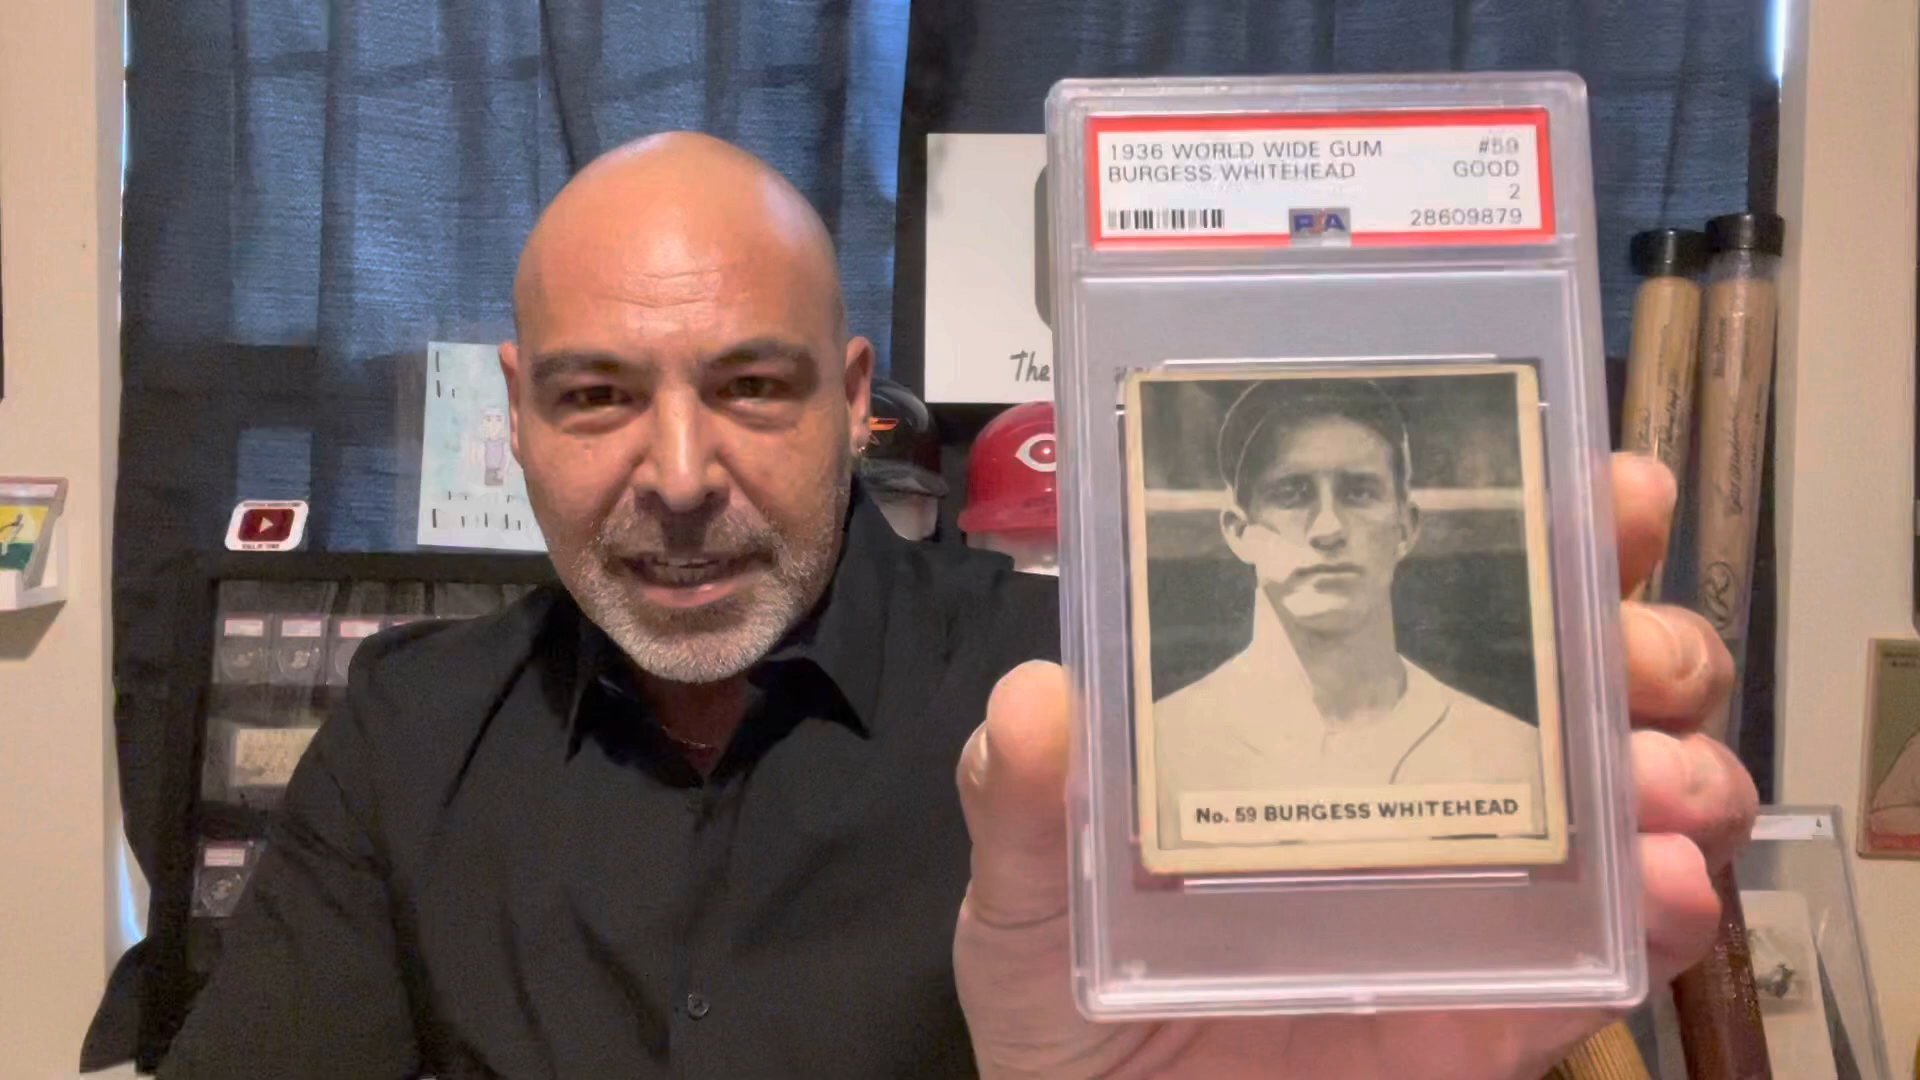 1936 WORLD WIDE GUM #59
BURGESS WHITEHEAD GOOD
2
PSA 28609879
The
No. 59 BURGESS WHITEHEAD